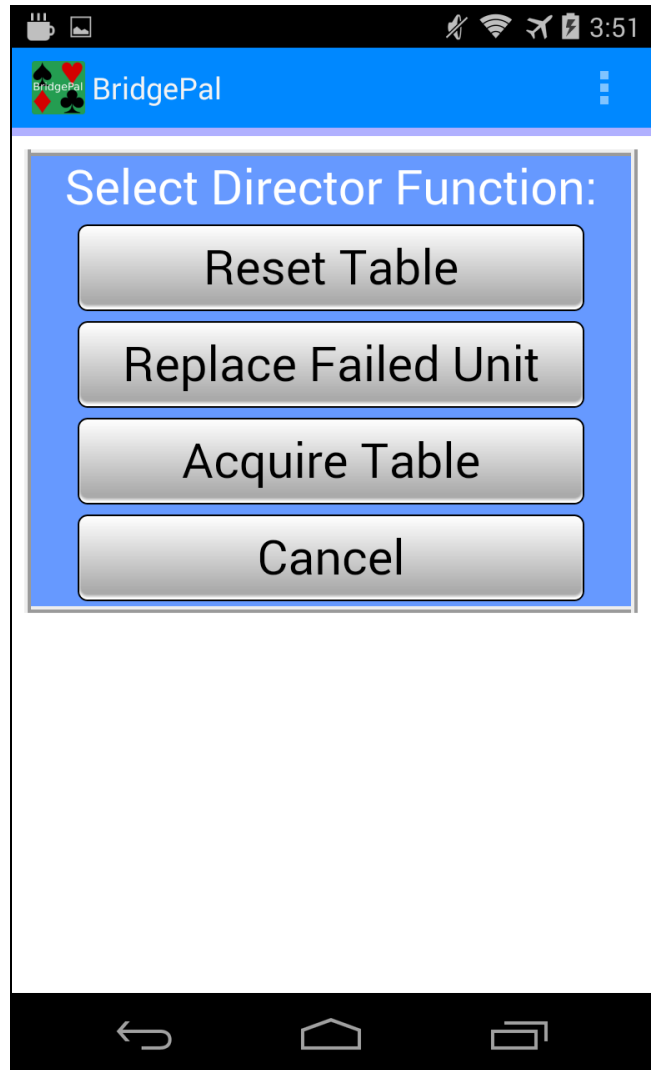 3:51
BridgePal
BridgePal
Select Director Function:
Reset Table
Replace Failed Unit
Acquire Table
Cancel